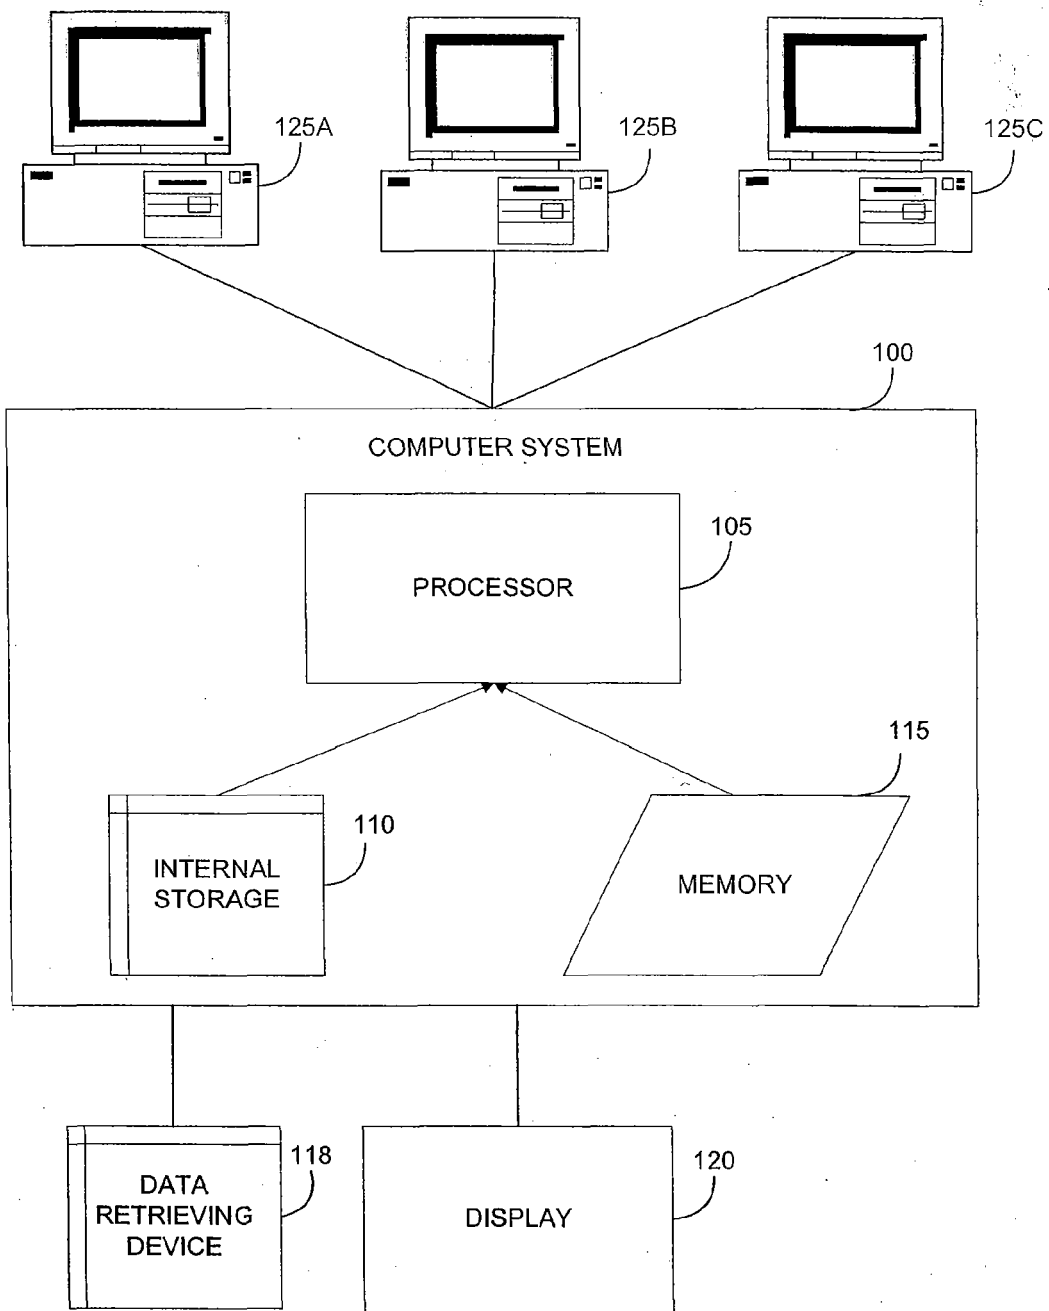 125A
125B
125C
100
COMPUTER SYSTEM
105
PROCESSOR
115
110
INTERNAL
STORAGE
MEMORY
118
120
DATA
RETRIEVING
DEVICE
DISPLAY